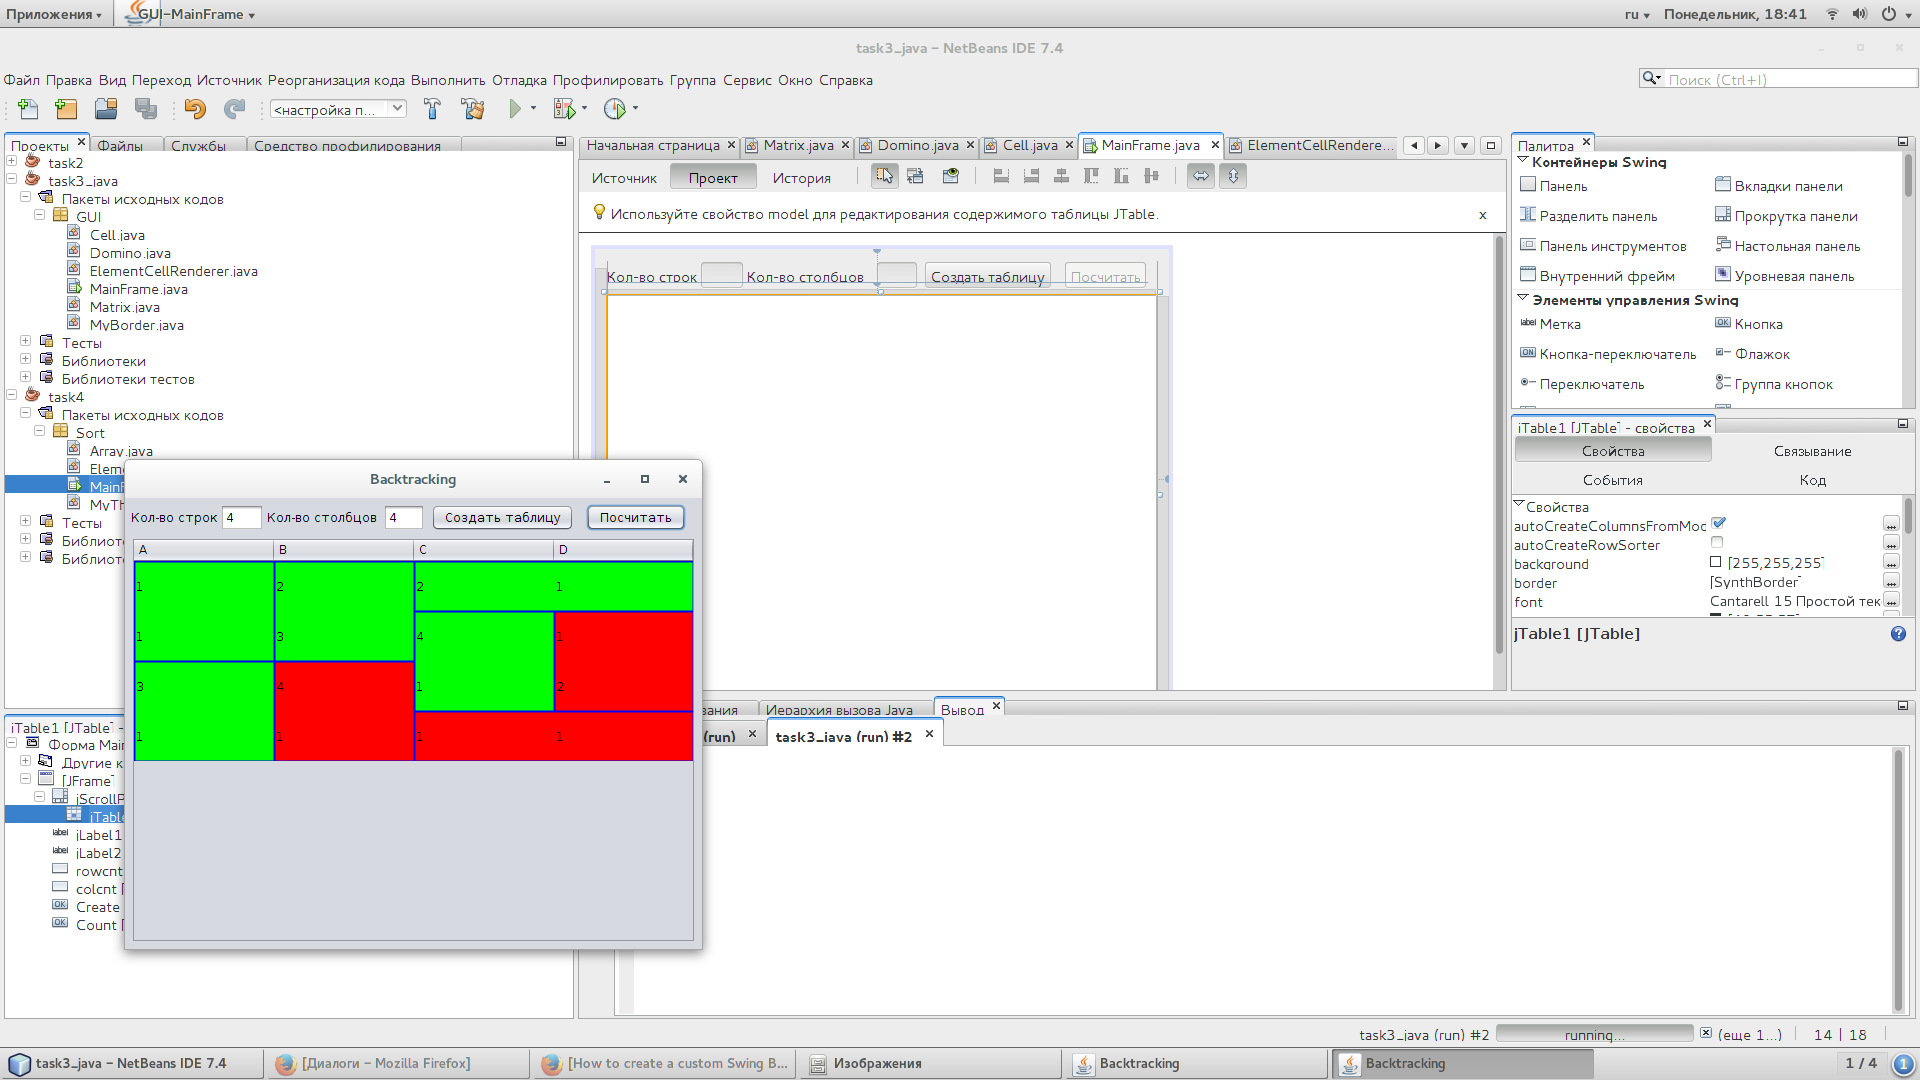 Приложения
GUI-MainFrame
ru
Понедельник, 18:41
task3_java - NetBeans IDE 7.4
Файл Правка Вид Переход Источник Реорганизация кода Выполнить Отладка Профилировать Группа Сервис Окно Справка
Поиск (Ctrl+I)
<настройка п...
Проекты Файлы Службы Средство профилирования
task2
task3_java
Пакеты исходных кодов
GUI
Cell.java
Domino.java
ElementCellRenderer.java
MainFrame.java
Matrix.java
MyBorder.java
Тесты
Библиотеки
Библиотеки тестов
task4
Пакеты исходных кодов
Sort
Array.java
Elem
MainF
MyTh
Тесты
Библиот
Библиот
jTable1 [JTable] -
Форма Mai
Другие к
[JFrame]
jScrollP
jTable
jLabel1
jLabel2
rowcnt
colcnt [
Create
Count [
Начальная страница Matrix.java Domino.java Cell.java MainFrame.java ElementCellRendere...
Источник Проект История
Используйте свойство model для редактирования содержимого таблицы JTable.
x
Кол-во строк Кол-во столбцов Создать таблицу Посчитать
Backtracking
Кол-во строк 4 Кол-во столбцов 4 Создать таблицу Посчитать
A B C D
1 2 2 1
1 3 4 1
3 4 1 2
1 1 1 1
вания Иерархия вызова Java Вывод
(run) task3_java (run) #2
Палитра
Контейнеры Swing
Панель Вкладки панели
Разделить панель Прокрутка панели
Панель инструментов Настольная панель
Внутренний фрейм Уровневая панель
Элементы управления Swing
Метка Кнопка
Кнопка-переключатель Флажок
Переключатель Группа кнопок
jTable1 [JTable] - свойства
Свойства Связывание
События Код
Свойства
autoCreateColumnsFromMod
autoCreateRowSorter
background [255,255,255]
border [SynthBorder]
font Cantarell 15 Простой тек
jTable1 [JTable]
task3_java (run) #2 running... (еще 1...) 14 | 18
task3_java - NetBeans IDE 7.4
[Диалоги - Mozilla Firefox]
[How to create a custom Swing B...
Изображения
Backtracking
Backtracking
1 / 4
1